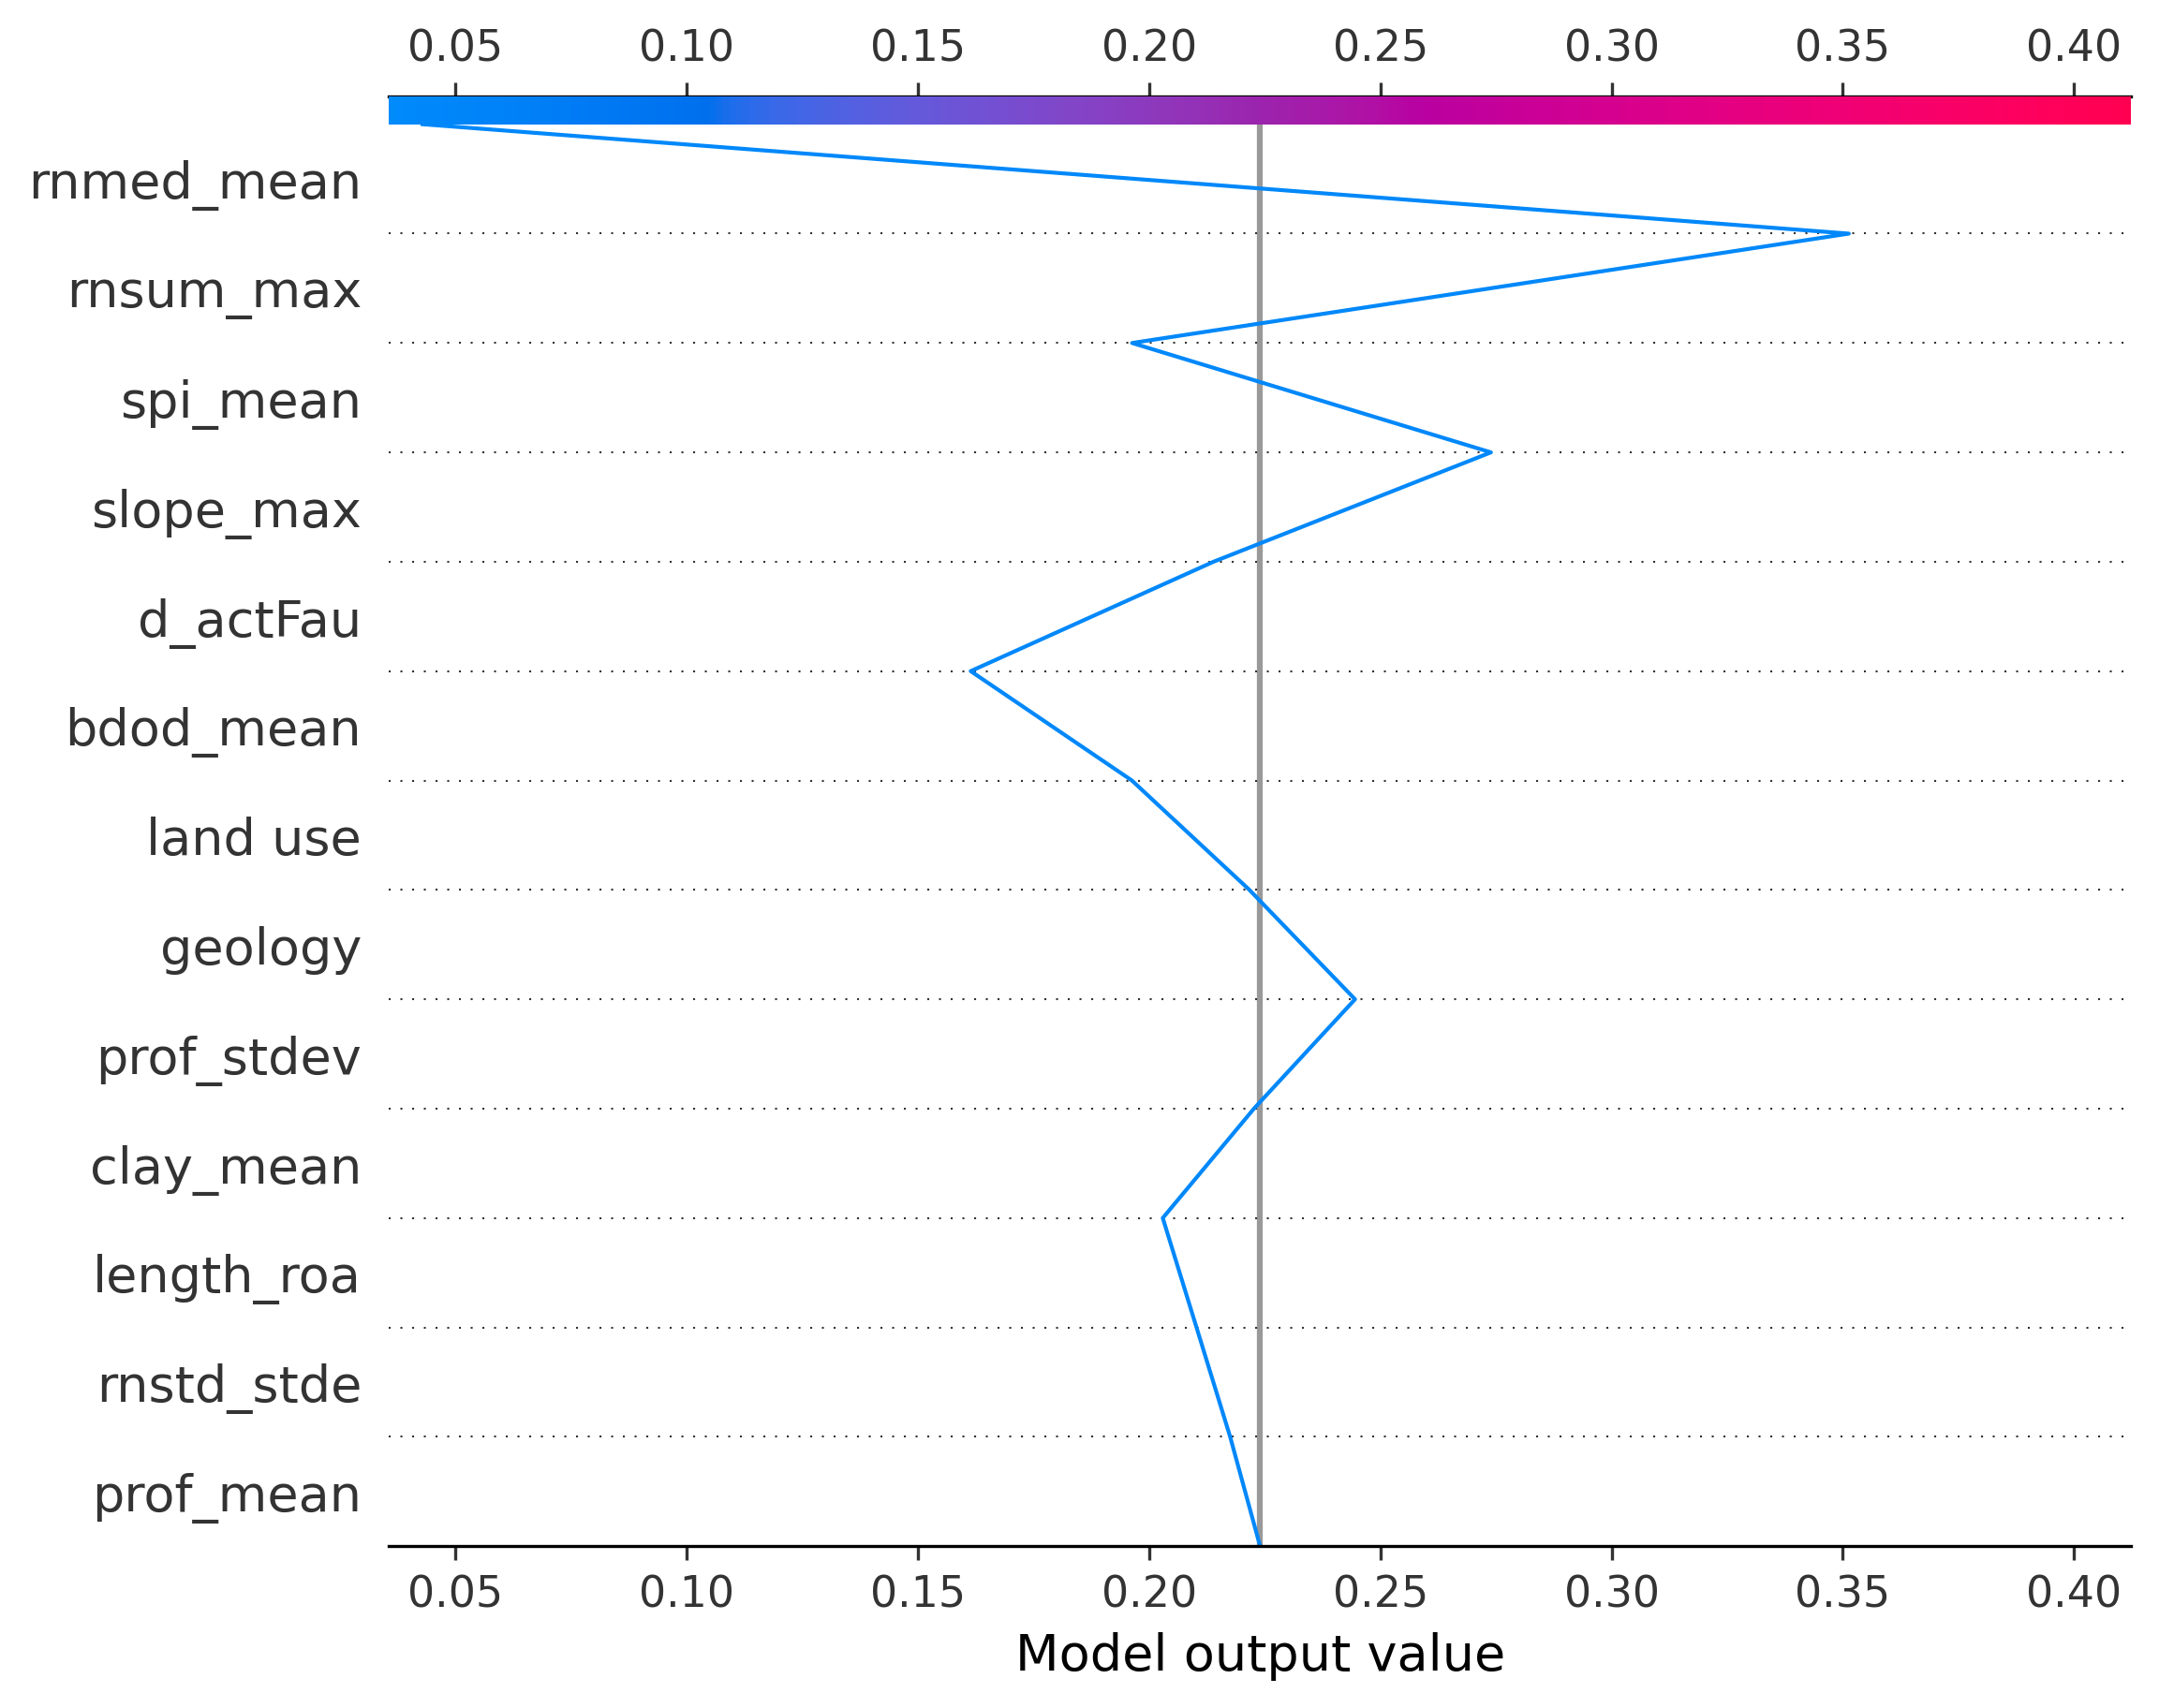 0.05 0.10 0.15 0.20 0.25 0.30 0.35 0.40
rnmed_mean
rnsum_max
spi_mean
slope_max
d_actFau
bdod_mean
land use
geology
prof_stdev
clay_mean
length_roa
rnstd_stde
prof_mean
0.05 0.10 0.15 0.20 0.25 0.30 0.35 0.40
Model output value